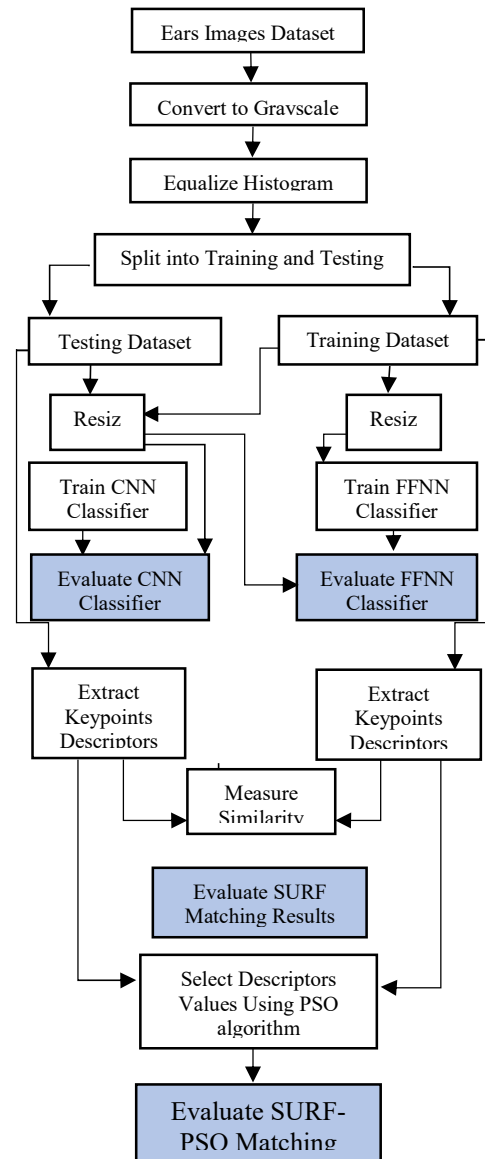 Ears Images Dataset
Convert to Grayscale
Equalize Histogram
Split into Training and Testing
Testing Dataset
Training Dataset
Resiz
Resiz
Train CNN
Classifier
Train FFNN
Classifier
Evaluate CNN
Classifier
Evaluate FFNN
Classifier
Extract
Keypoints
Descriptors
Extract
Keypoints
Descriptors
Measure
Similarity
Evaluate SURF
Matching Results
Select Descriptors
Values Using PSO
algorithm
Evaluate SURF-
PSO Matching